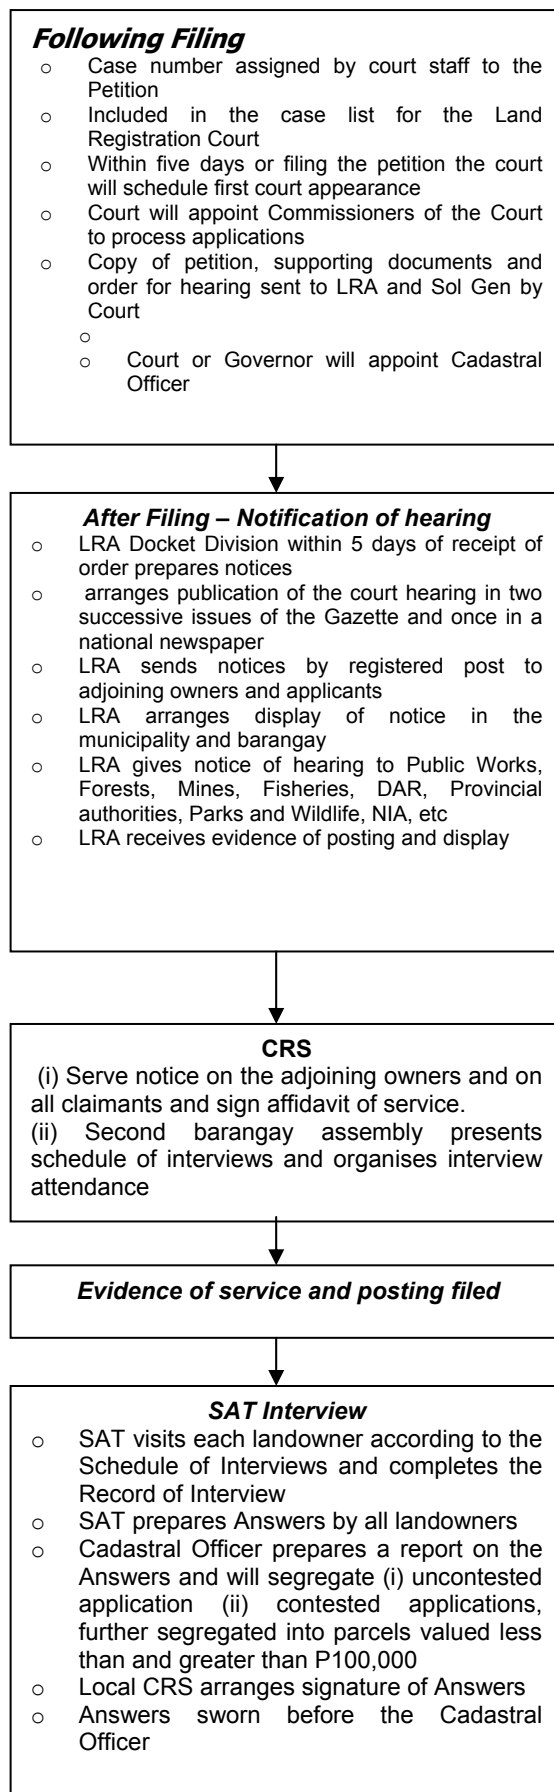 Following Filing
o Case number assigned by court staff to the
Petition
o Included in the case list for the Land
Registration Court
o Within five days or filing the petition the court
will schedule first court appearance
o Court will appoint Commissioners of the Court
to process applications
o Copy of petition, supporting documents and
order for hearing sent to LRA and Sol Gen by
Court
o
o Court or Governor will appoint Cadastral
Officer
After Filing – Notification of hearing
o LRA Docket Division within 5 days of receipt of
order prepares notices
o arranges publication of the court hearing in two
successive issues of the Gazette and once in a
national newspaper
o LRA sends notices by registered post to
adjoining owners and applicants
o LRA arranges display of notice in the
municipality and barangay
o LRA gives notice of hearing to Public Works,
Forests, Mines, Fisheries, DAR, Provincial
authorities, Parks and Wildlife, NIA, etc
o LRA receives evidence of posting and display
CRS
(i) Serve notice on the adjoining owners and on
all claimants and sign affidavit of service.
(ii) Second barangay assembly presents
schedule of interviews and organises interview
attendance
Evidence of service and posting filed
SAT Interview
o SAT visits each landowner according to the
Schedule of Interviews and completes the
Record of Interview
o SAT prepares Answers by all landowners
o Cadastral Officer prepares a report on the
Answers and will segregate (i) uncontested
application (ii) contested applications,
further segregated into parcels valued less
than and greater than P100,000
o Local CRS arranges signature of Answers
o Answers sworn before the Cadastral
Officer